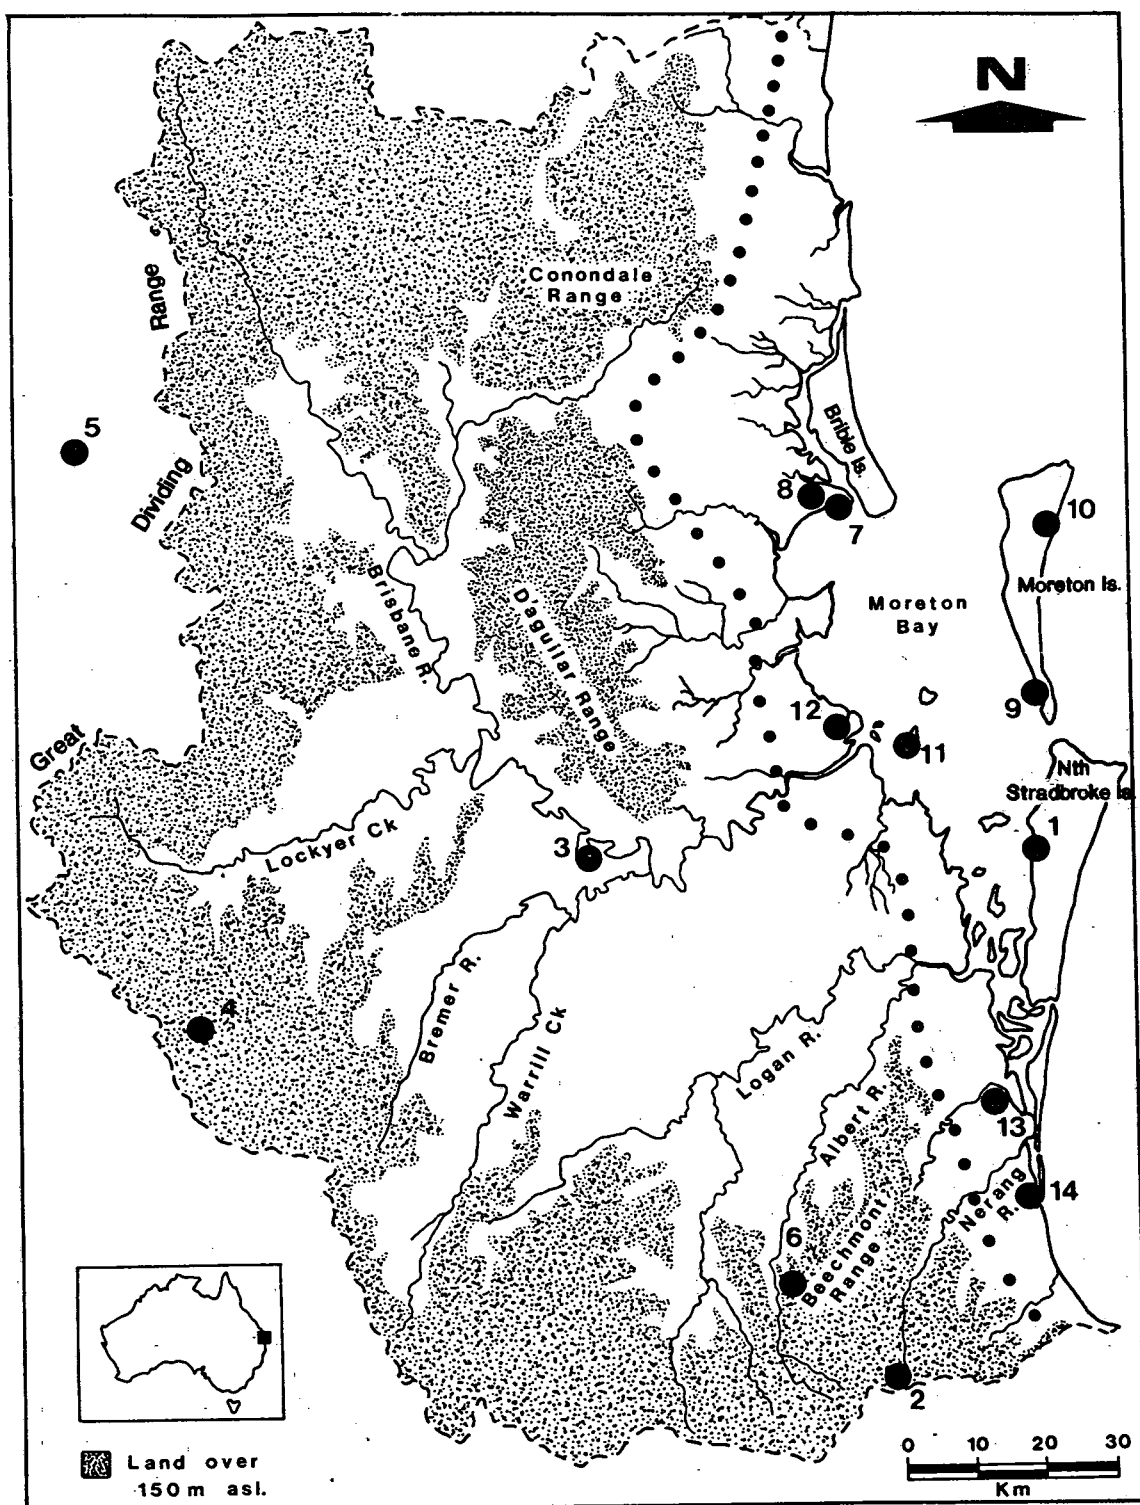 N
Conondale
Range
Range
Dividing
Great
5
Bribie Is.
8
7
10
Moreton Is.
Moreton
Bay
Brisbane R.
D'aguilar Range
9
12
11
Nth
Stradbroke Is.
1
Lockyer Ck
3
4
Bremer R.
Warrill Ck
Logan R.
Albert R.
13
14
Nerang
R.
6
Beechmont
Range
2
Land over
150m asl.
0 10 20 30
Km